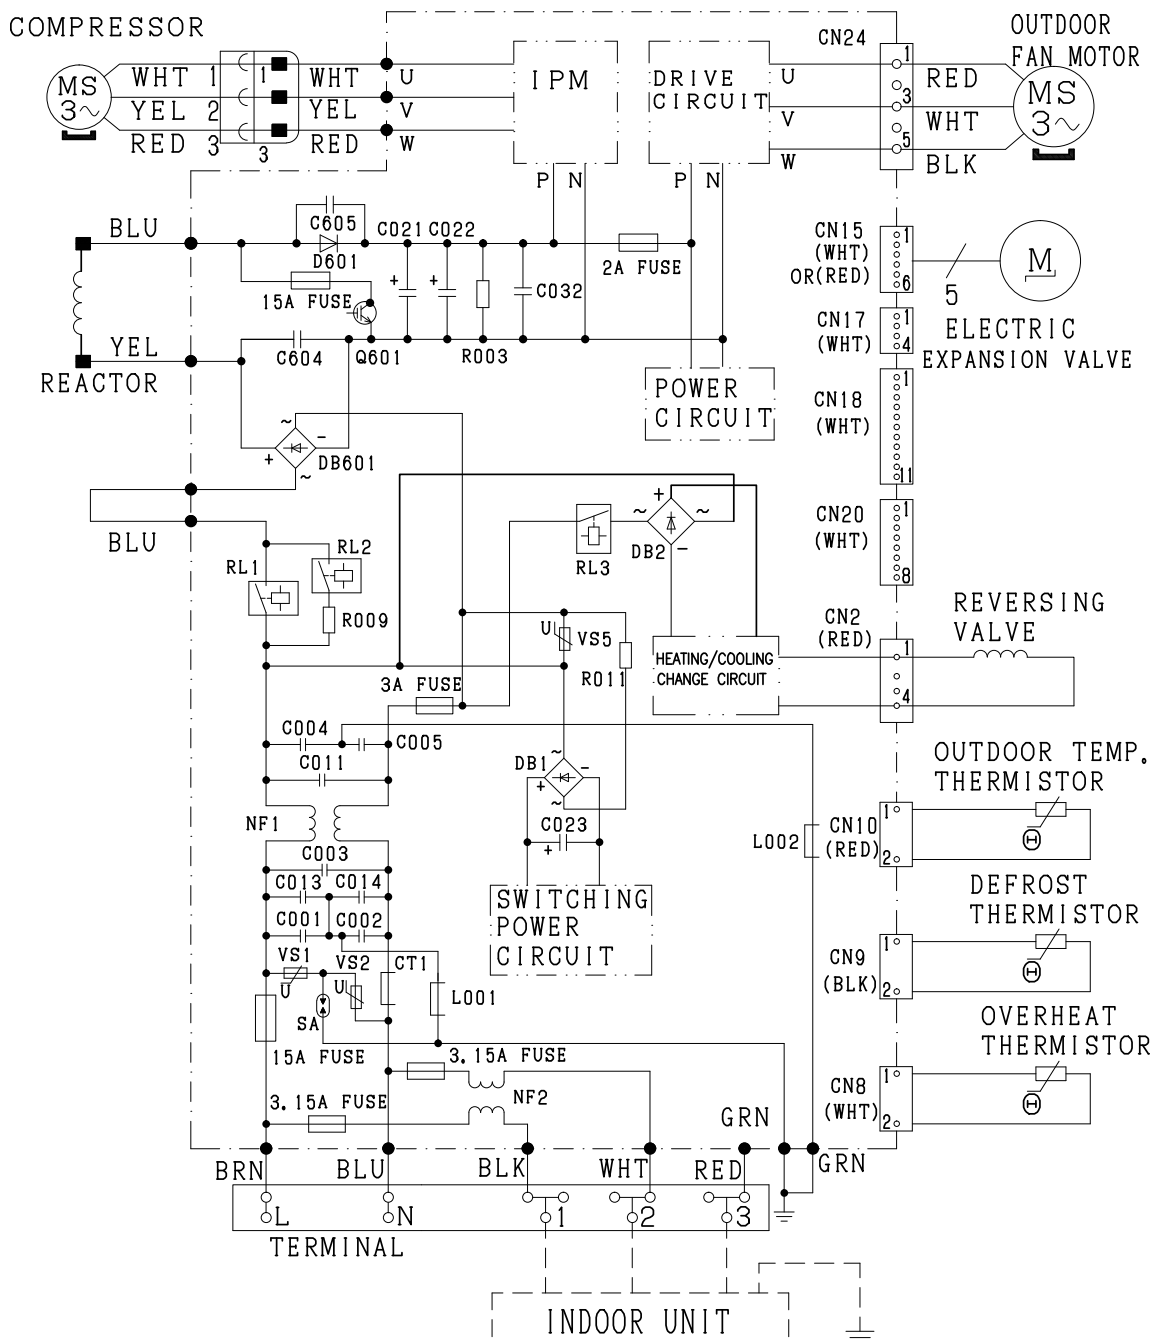 COMPRESSOR
OUTDOOR
FAN MOTOR
CN24
MS
3~
WHT 1 1 WHT U
YEL 2 YEL V
RED 3 3 RED W
IPM
DRIVE
CIRCUIT
U
V
W
1
3
5
RED
WHT
BLK
MS
3~
P N
P N
BLU
C605
D601
C021 C022
+ +
15A FUSE
2A FUSE
C032
CN15
(WHT)
OR(RED)
1
6
5
M
ELECTRIC
EXPANSION VALVE
YEL
REACTOR
C604
Q601
R003
CN17
(WHT)
1
4
POWER
CIRCUIT
CN18
(WHT)
1
11
~
+ -
DB601
~
BLU
+
~ ~
RL3
DB2
-
CN20
(WHT)
1
8
RL1
RL2
R009
U VS5
R011
HEATING/COOLING
CHANGE CIRCUIT
CN2
(RED)
1
4
REVERSING
VALVE
3A FUSE
C004
C005
C011
NF1
DB1
~
+ -
~
C023
+
L002
OUTDOOR TEMP.
THERMISTOR
CN10
(RED)
1
2
Θ
C003
C013 C014
C001 C002
SWITCHING
POWER
CIRCUIT
DEFROST
THERMISTOR
CN9
(BLK)
1
2
Θ
VS1
U
VS2
U
CT1
L001
SA
15A FUSE
3.15A FUSE
OVERHEAT
THERMISTOR
CN8
(WHT)
1
2
Θ
3.15A FUSE
NF2
GRN
BRN
BLU
BLK
WHT
RED
GRN
L
N
1
2
3
TERMINAL
INDOOR UNIT